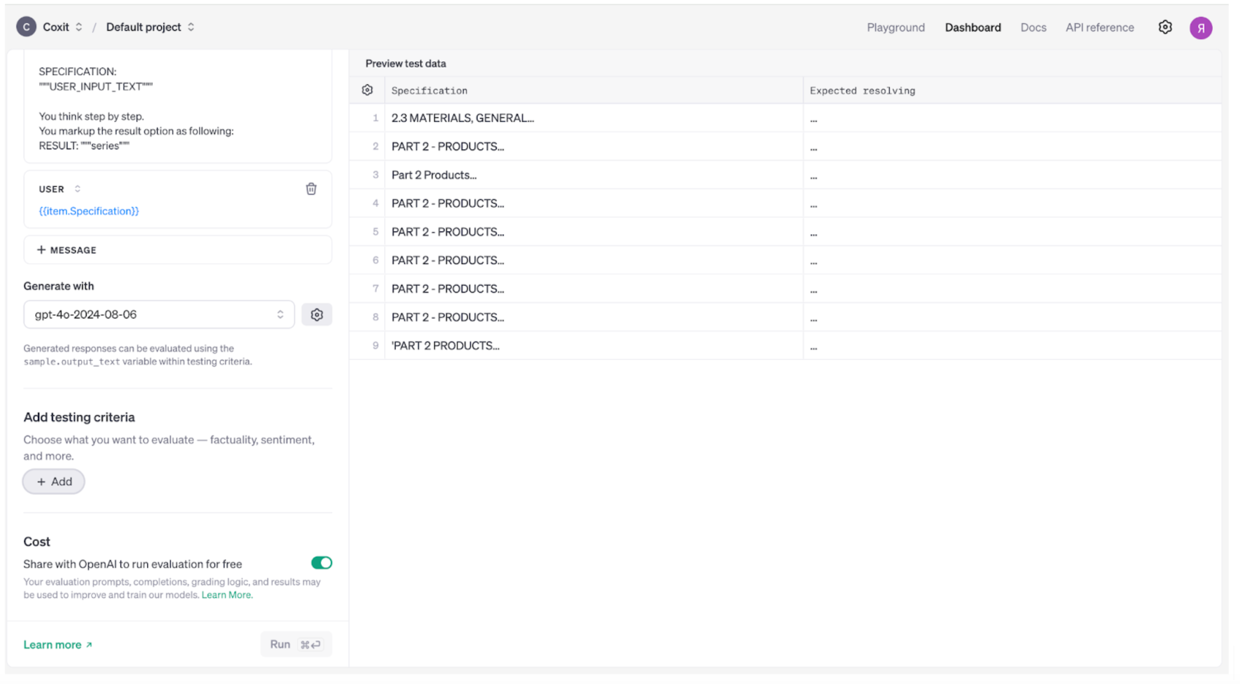 C Coxit / Default project Playground Dashboard Docs API reference Я
SPECIFICATION:
"""USER_INPUT_TEXT"""
You think step by step.
You markup the result option as following:
RESULT: """series"""
USER
{{item.Specification}}
+ MESSAGE
Generate with
gpt-4o-2024-08-06
Generated responses can be evaluated using the
sample.output_text variable within testing criteria.
Add testing criteria
Choose what you want to evaluate — factuality, sentiment,
and more.
+ Add
Cost
Share with OpenAI to run evaluation for free
Your evaluation prompts, completions, grading logic, and results may
be used to improve and train our models. Learn More.
Learn more ↗ Run ⌘↵
Preview test data
Specification Expected resolving
1 2.3 MATERIALS, GENERAL... ...
2 PART 2 - PRODUCTS... ...
3 Part 2 Products... ...
4 PART 2 - PRODUCTS... ...
5 PART 2 - PRODUCTS... ...
6 PART 2 - PRODUCTS... ...
7 PART 2 - PRODUCTS... ...
8 PART 2 - PRODUCTS... ...
9 'PART 2 PRODUCTS... ...